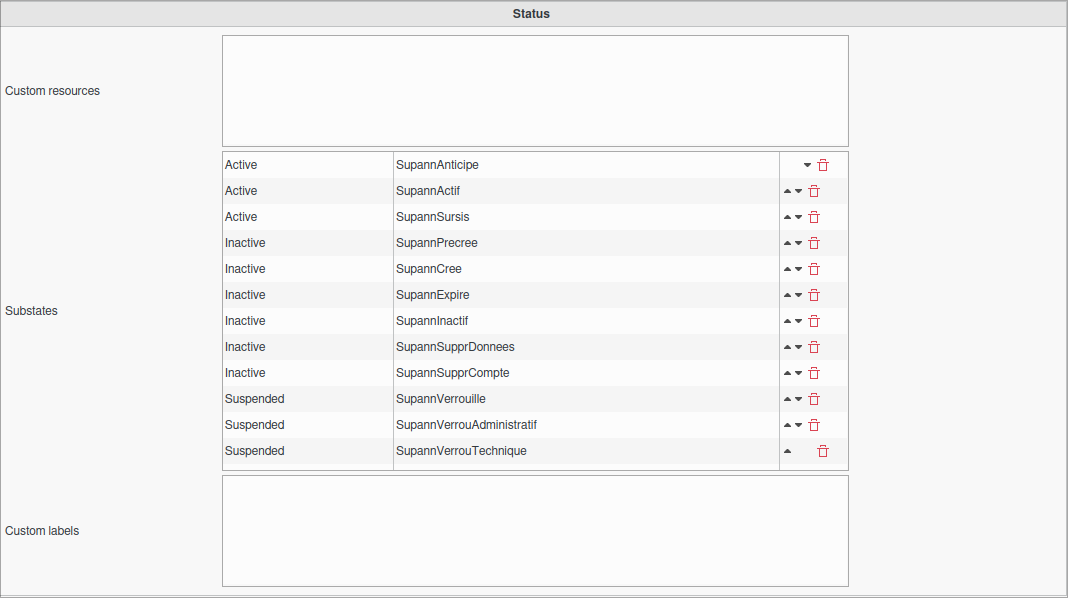 Status
Custom resources
Substates
Active SupannAnticipe
Active SupannActif
Active SupannSursis
Inactive SupannPrecree
Inactive SupannCree
Inactive SupannExpire
Inactive SupannInactif
Inactive SupannSupprDonnees
Inactive SupannSupprCompte
Suspended SupannVerrouille
Suspended SupannVerrouAdministratif
Suspended SupannVerrouTechnique
Custom labels